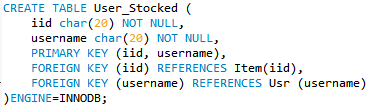 CREATE TABLE User_Stocked (
iid char(20) NOT NULL,
username char(20) NOT NULL,
PRIMARY KEY (iid, username),
FOREIGN KEY (iid) REFERENCES Item(iid),
FOREIGN KEY (username) REFERENCES Usr (username)
)ENGINE=INNODB;